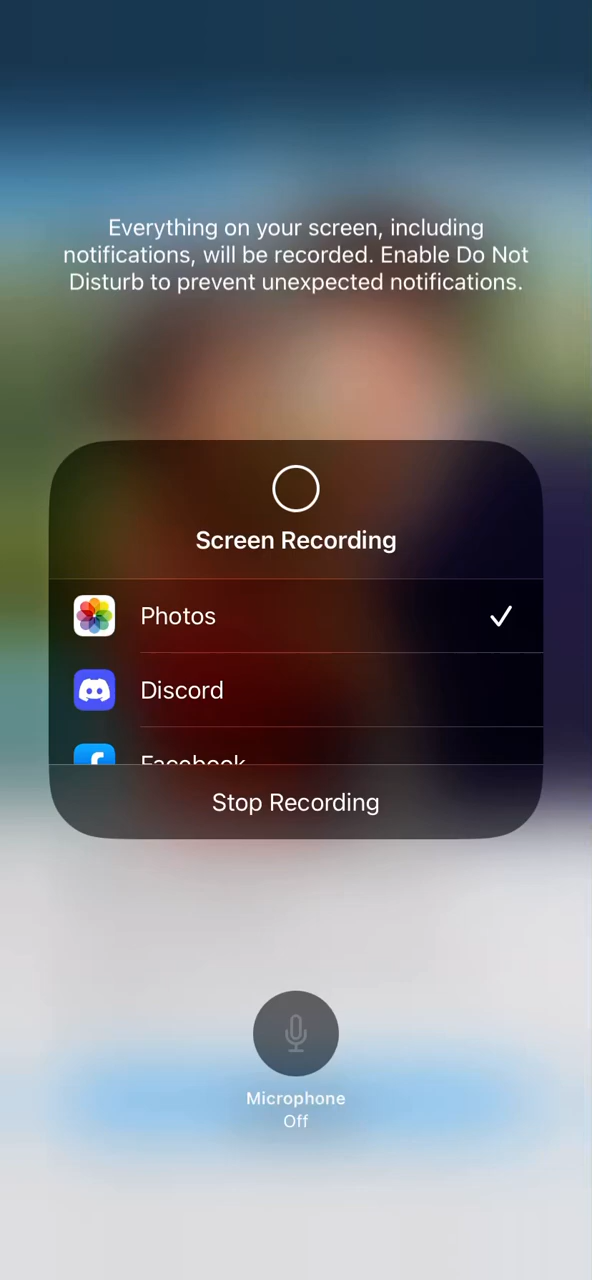 Everything on your screen, including
notifications, will be recorded. Enable Do Not
Disturb to prevent unexpected notifications.
Screen Recording
Photos
Discord
Facebook
Stop Recording
Microphone
Off